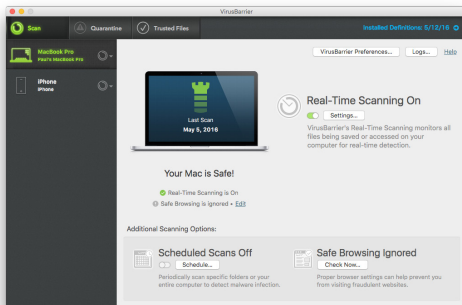 VirusBarrier
Scan
Quarantine
Trusted Files
Installed Definitions: 5/12/16
MacBook Pro
Paul's MacBook Pro
iPhone
iPhone
VirusBarrier Preferences...
Logs...
Help
Last Scan
May 5, 2016
Real-Time Scanning On
Settings...
VirusBarrier's Real-Time Scanning monitors all
files being saved or accessed on your
computer for real-time detection.
Your Mac is Safe!
Real-Time Scanning is On
Safe Browsing is ignored • Edit
Additional Scanning Options:
Scheduled Scans Off
Schedule...
Periodically scan specific folders or your
entire computer to detect malware infection.
Safe Browsing Ignored
Check Now...
Proper browser settings can help prevent you
from visiting fraudulent websites.